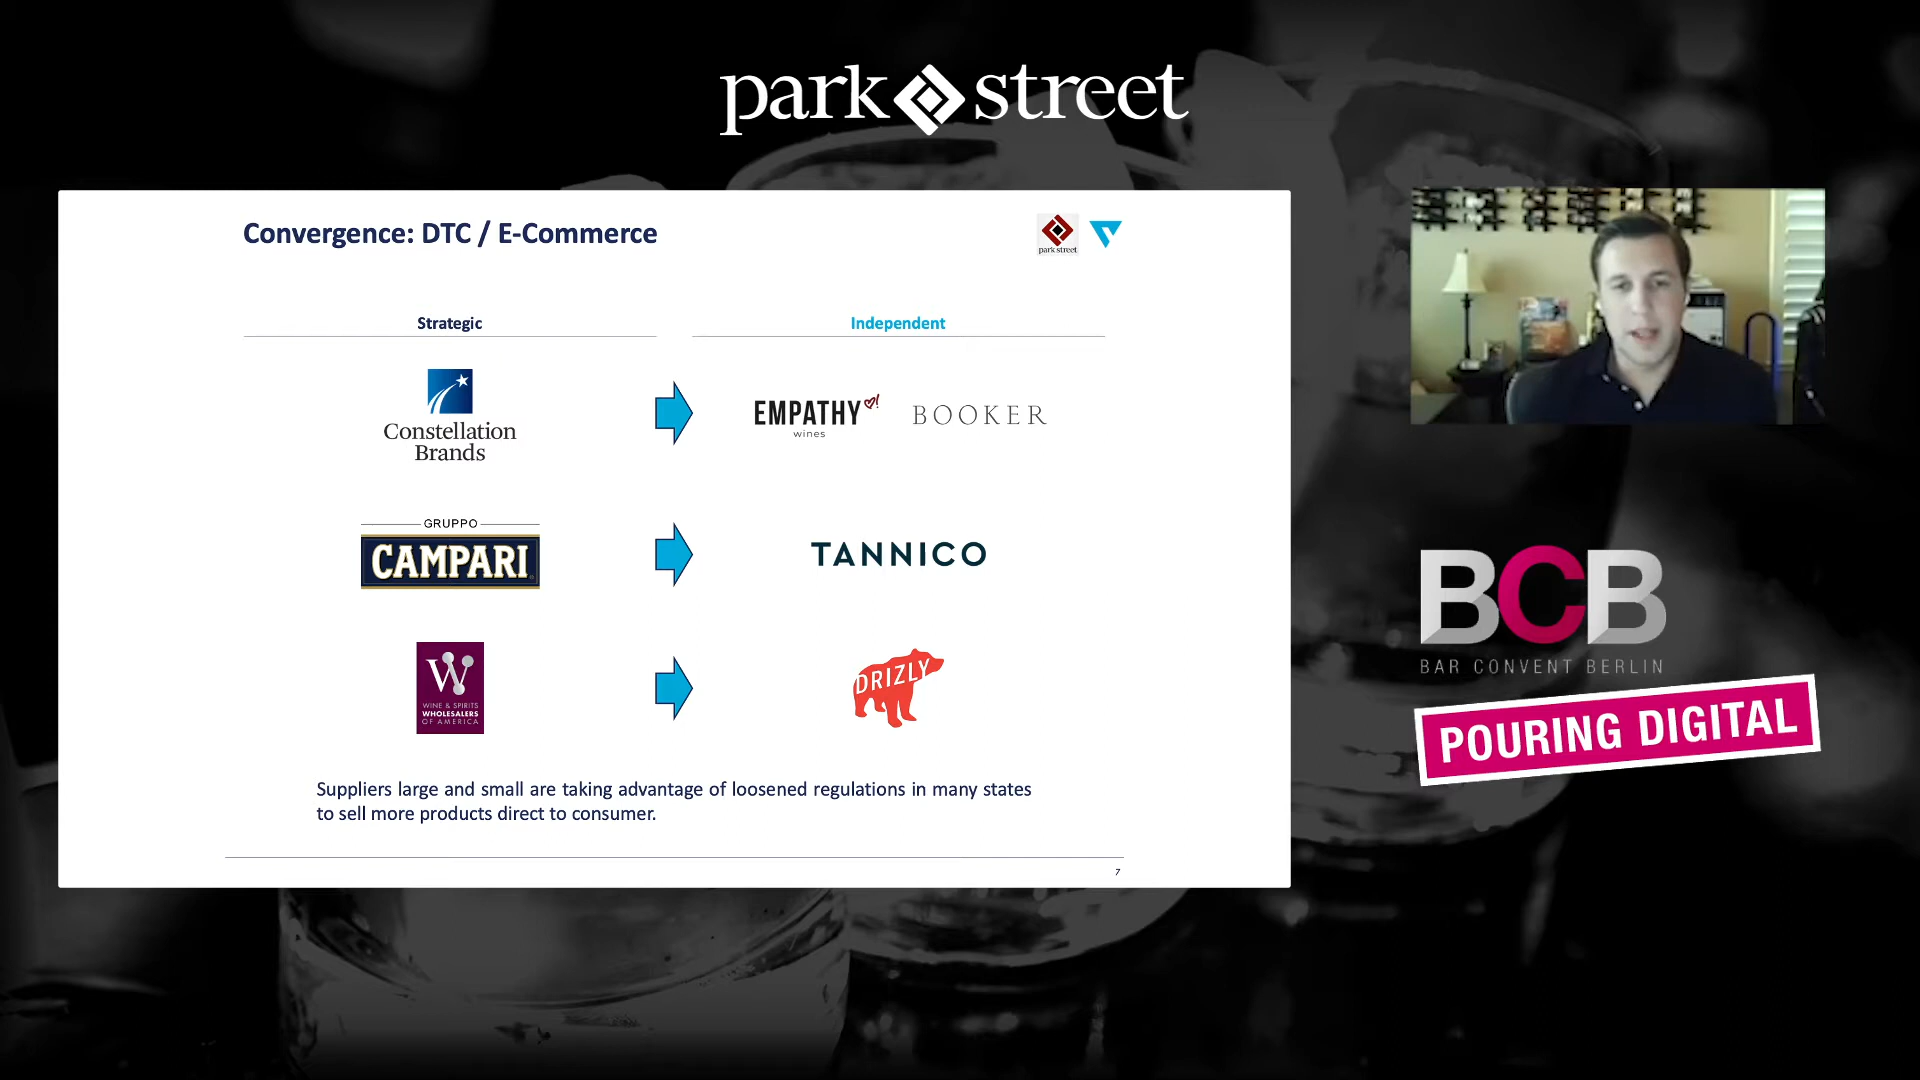 park street
Convergence: DTC / E-Commerce
park street
Strategic
Independent
Constellation
Brands
EMPATHY
wines
BOOKER
GRUPPO
CAMPARI
TANNICO
W
WINE & SPIRITS
WHOLESALERS
OF AMERICA
DRIZLY
Suppliers large and small are taking advantage of loosened regulations in many states
to sell more products direct to consumer.
7
BCB
BAR CONVENT BERLIN
POURING DIGITAL